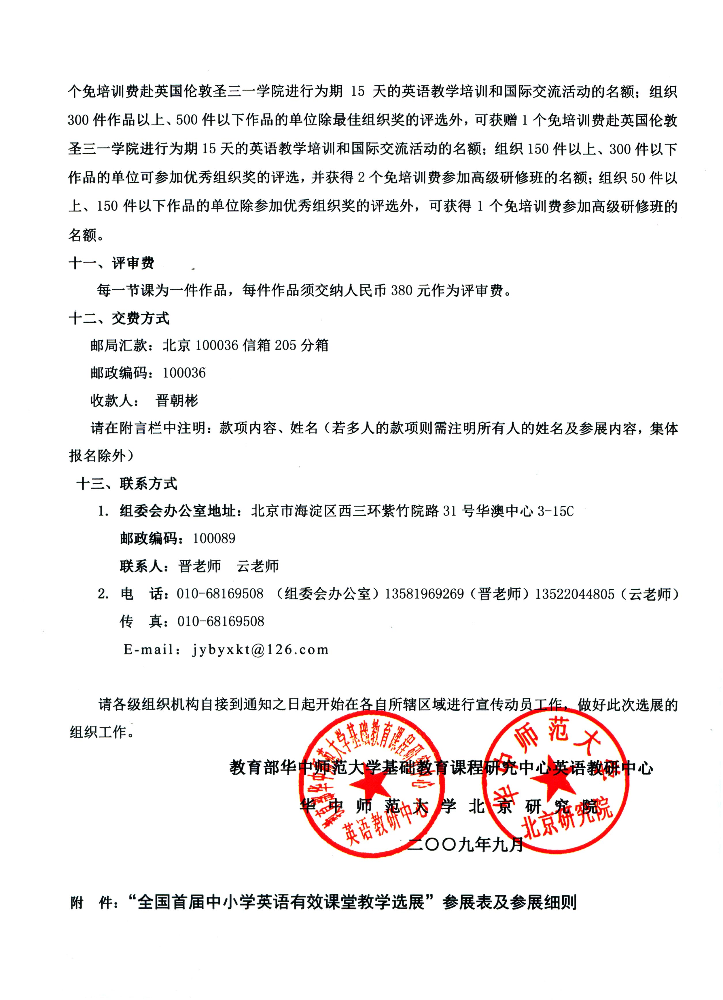 个免培训费赴英国伦敦圣三一学院进行为期 15 天的英语教学培训和国际交流活动的名额；组织
300 件作品以上、500 件以下作品的单位除最佳组织奖的评选外，可获赠 1 个免培训费赴英国伦敦
圣三一学院进行为期 15 天的英语教学培训和国际交流活动的名额；组织 150 件以上、300 件以下
作品的单位可参加优秀组织奖的评选，并获得 2 个免培训费参加高级研修班的名额；组织 50 件以
上、150 件以下作品的单位除参加优秀组织奖的评选外，可获得 1 个免培训费参加高级研修班的
名额。
十一、评审费
每一节课为一件作品，每件作品须交纳人民币 380 元作为评审费。
十二、交费方式
邮局汇款：北京 100036 信箱 205 分箱
邮政编码：100036
收款人： 晋朝彬
请在附言栏中注明：款项内容、姓名（若多人的款项则需注明所有人的姓名及参展内容，集体
报名除外）
十三、联系方式
1. 组委会办公室地址：北京市海淀区西三环紫竹院路 31 号华澳中心 3-15C
邮政编码：100089
联系人：晋老师 云老师
2. 电 话：010-68169508 （组委会办公室）13581969269（晋老师）13522044805（云老师）
传 真：010-68169508
E-mail: jybyxkt@126.com
请各级组织机构自接到通知之日起开始在各自所辖区域进行宣传动员工作，做好此次选展的
组织工作。
教育部华中师范大学基础教育课程研究中心英语教研中心
华中师范大学北京研究院
二〇〇九年九月
教育部华中师范大学基础教育课程研究中心
英语教研中心
华中师范大学
北京研究院
附 件：“全国首届中小学英语有效课堂教学选展”参展表及参展细则